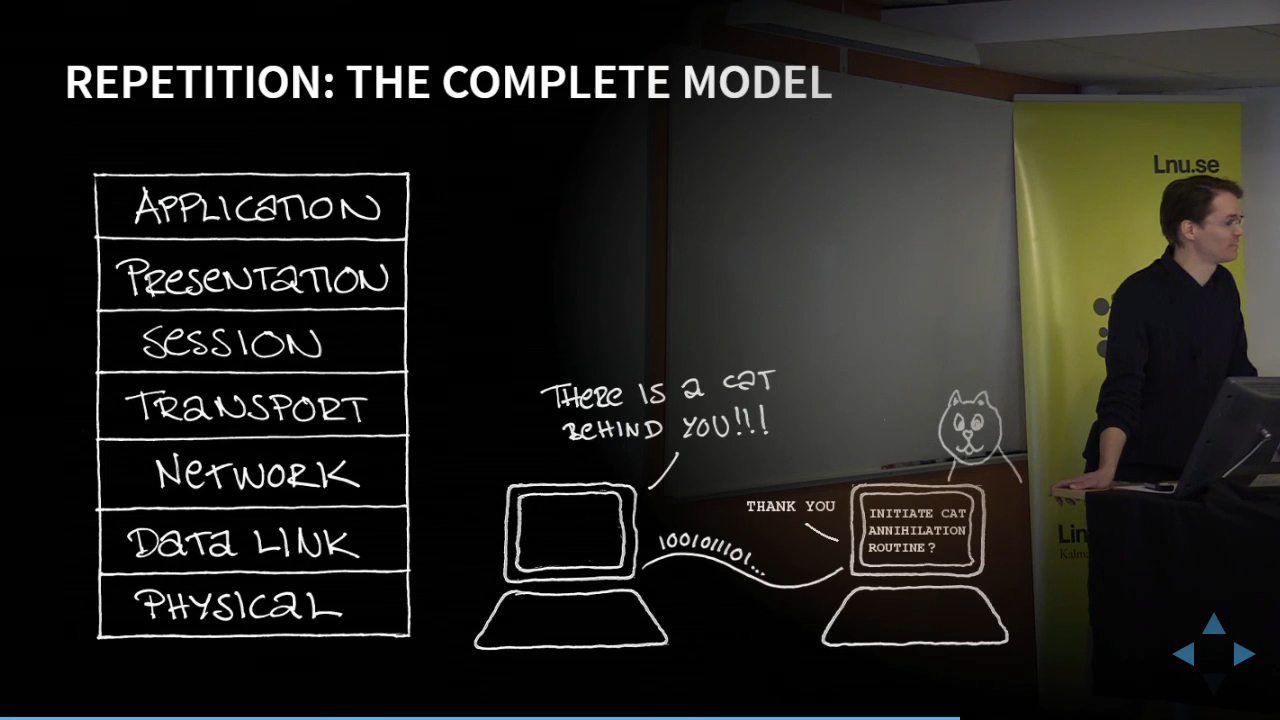 REPETITION: THE COMPLETE MODEL
APPLICATION
PRESENTATION
SESSION
TRANSPORT
NETWORK
DATA LINK
PHYSICAL
THERE IS A CAT
BEHIND YOU!!!
1001011101...
THANK YOU
INITIATE CAT
ANNIHILATION
ROUTINE?
Lnu.se